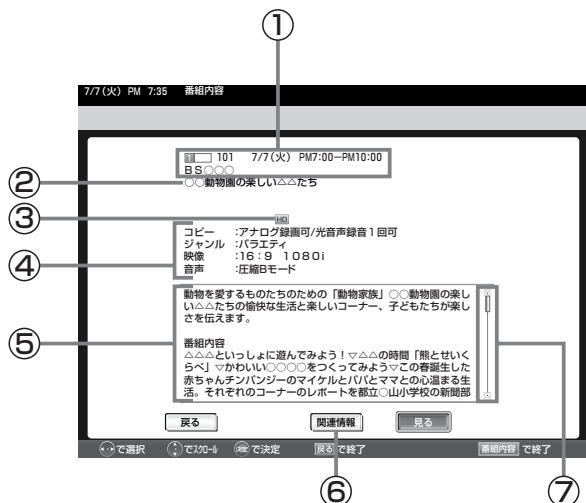 ①
7/7(火) PM 7:35 番組内容
T 101 7/7(火) PM7:00−PM10:00
BS○○○
② ○○動物園の楽しい△△たち
③ HD
④
コピー :アナログ録画可/光音声録音1回可
ジャンル :バラエティ
映像 :16:9 1080i
音声 :圧縮Bモード
⑤
動物を愛するものたちのための「動物家族」○○動物園の楽し
い△△たちの愉快な生活と楽しいコーナー、子どもたちが楽し
さを伝えます。
番組内容
△△△といっしょに遊んでみよう!▽△△の時間「熊とせいく
らべ」▽かわいい○○○○をつくってみよう▽この春誕生した
赤ちゃんチンパンジーのマイケルとパパとママとの心温まる生
活。それぞれのコーナーのレポートを都立○山小学校の新聞部
戻る 関連情報 見る
で選択 でスクロール 決定 で決定 戻る で終了 番組内容 で終了
⑥ ⑦